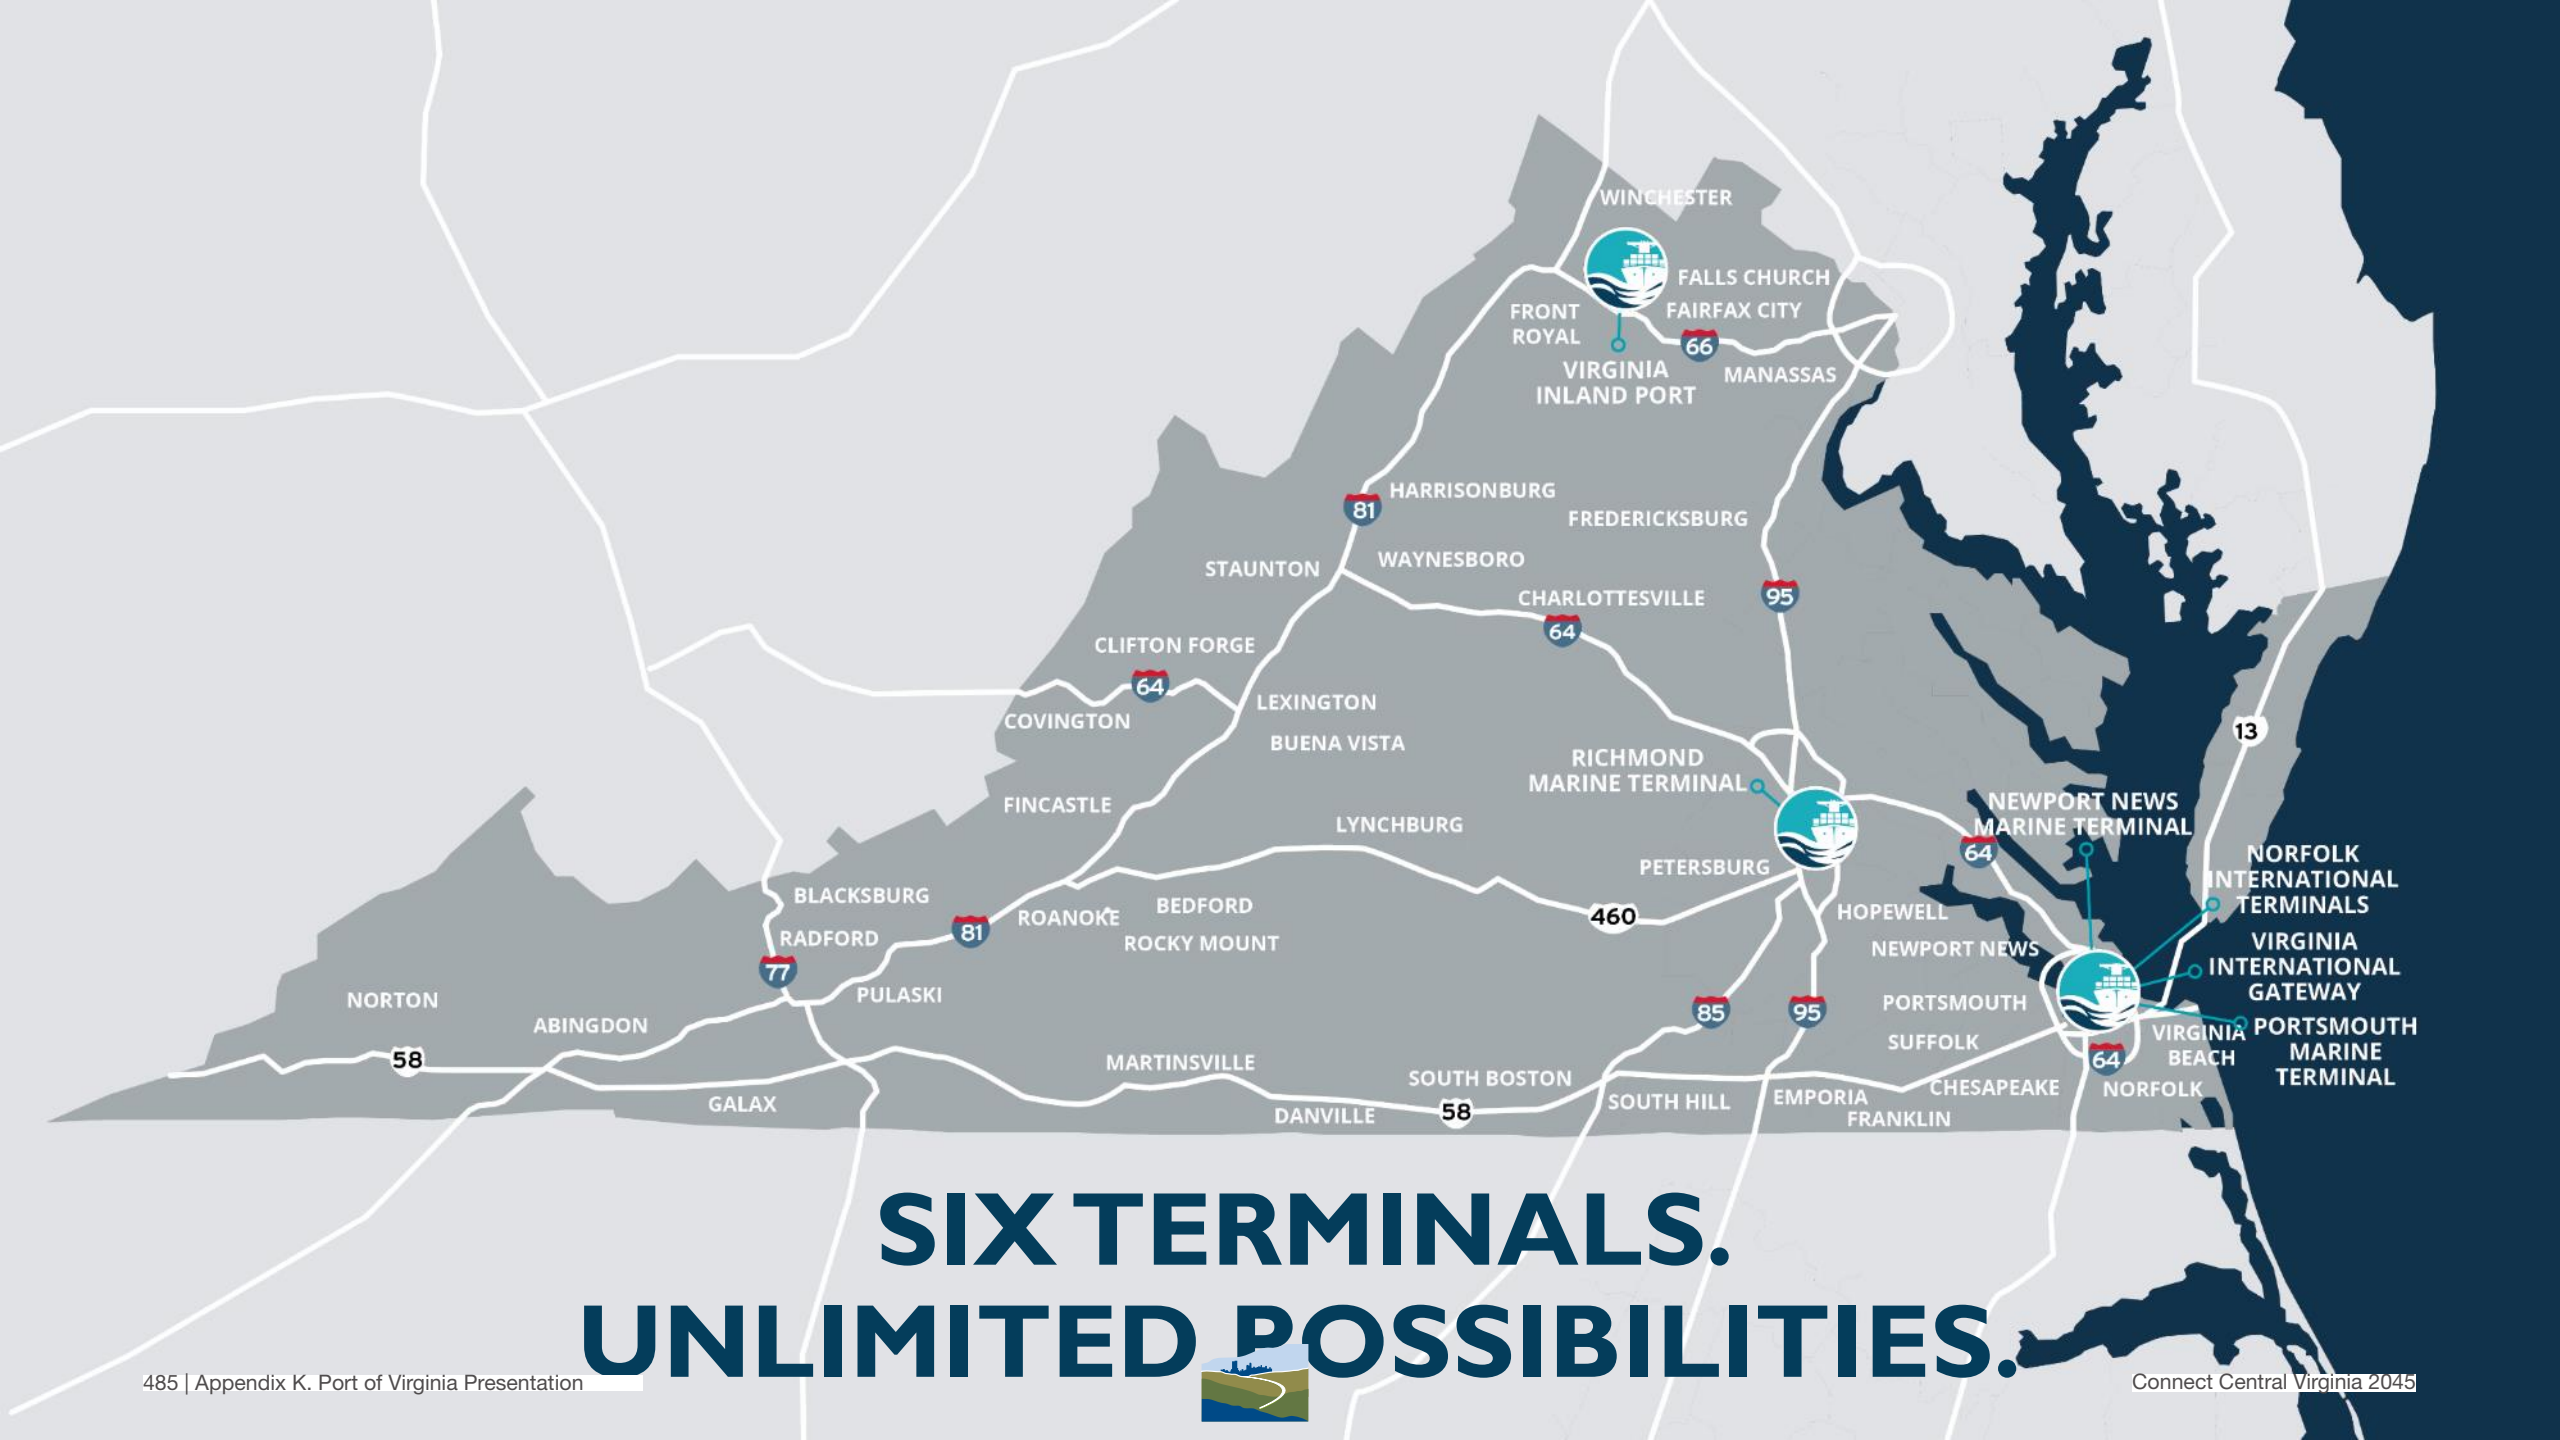 WINCHESTER
FALLS CHURCH
FRONT
ROYAL
FAIRFAX CITY
66
VIRGINIA
INLAND PORT
MANASSAS
HARRISONBURG
81
FREDERICKSBURG
STAUNTON
WAYNESBORO
CHARLOTTESVILLE
95
64
CLIFTON FORGE
64
LEXINGTON
COVINGTON
BUENA VISTA
13
RICHMOND
MARINE TERMINAL
FINCASTLE
LYNCHBURG
NEWPORT NEWS
MARINE TERMINAL
64
NORFOLK
INTERNATIONAL
TERMINALS
PETERSBURG
BLACKSBURG
ROANOKE
BEDFORD
460
HOPEWELL
81
RADFORD
ROCKY MOUNT
NEWPORT NEWS
VIRGINIA
INTERNATIONAL
GATEWAY
77
NORTON
PULASKI
85
95
PORTSMOUTH
ABINGDON
SUFFOLK
VIRGINIA
BEACH
PORTSMOUTH
MARINE
TERMINAL
58
64
MARTINSVILLE
SOUTH BOSTON
CHESAPEAKE
NORFOLK
GALAX
DANVILLE
58
SOUTH HILL
EMPORIA
FRANKLIN
SIX TERMINALS.
UNLIMITED POSSIBILITIES.
485 | Appendix K. Port of Virginia Presentation
Connect Central Virginia 2045